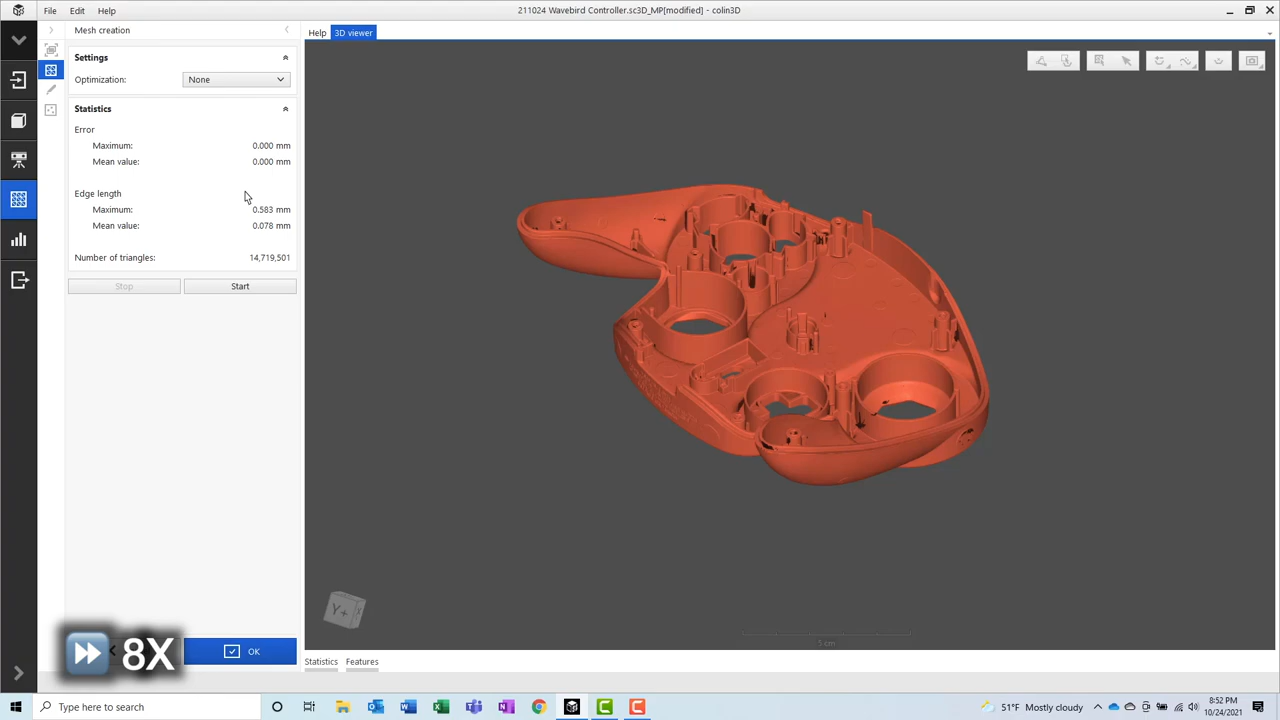 File Edit Help
211024 Wavebird Controller.sc3D_MP[modified] - colin3D
Mesh creation
Help 3D viewer
Settings
Optimization: None
Statistics
Error
Maximum: 0.000 mm
Mean value: 0.000 mm
Edge length
Maximum: 0.583 mm
Mean value: 0.078 mm
Number of triangles: 14,719,501
Stop Start
Y+
5 cm
8X
OK
Statistics Features
Type here to search
51°F Mostly cloudy
8:52 PM
10/24/2021